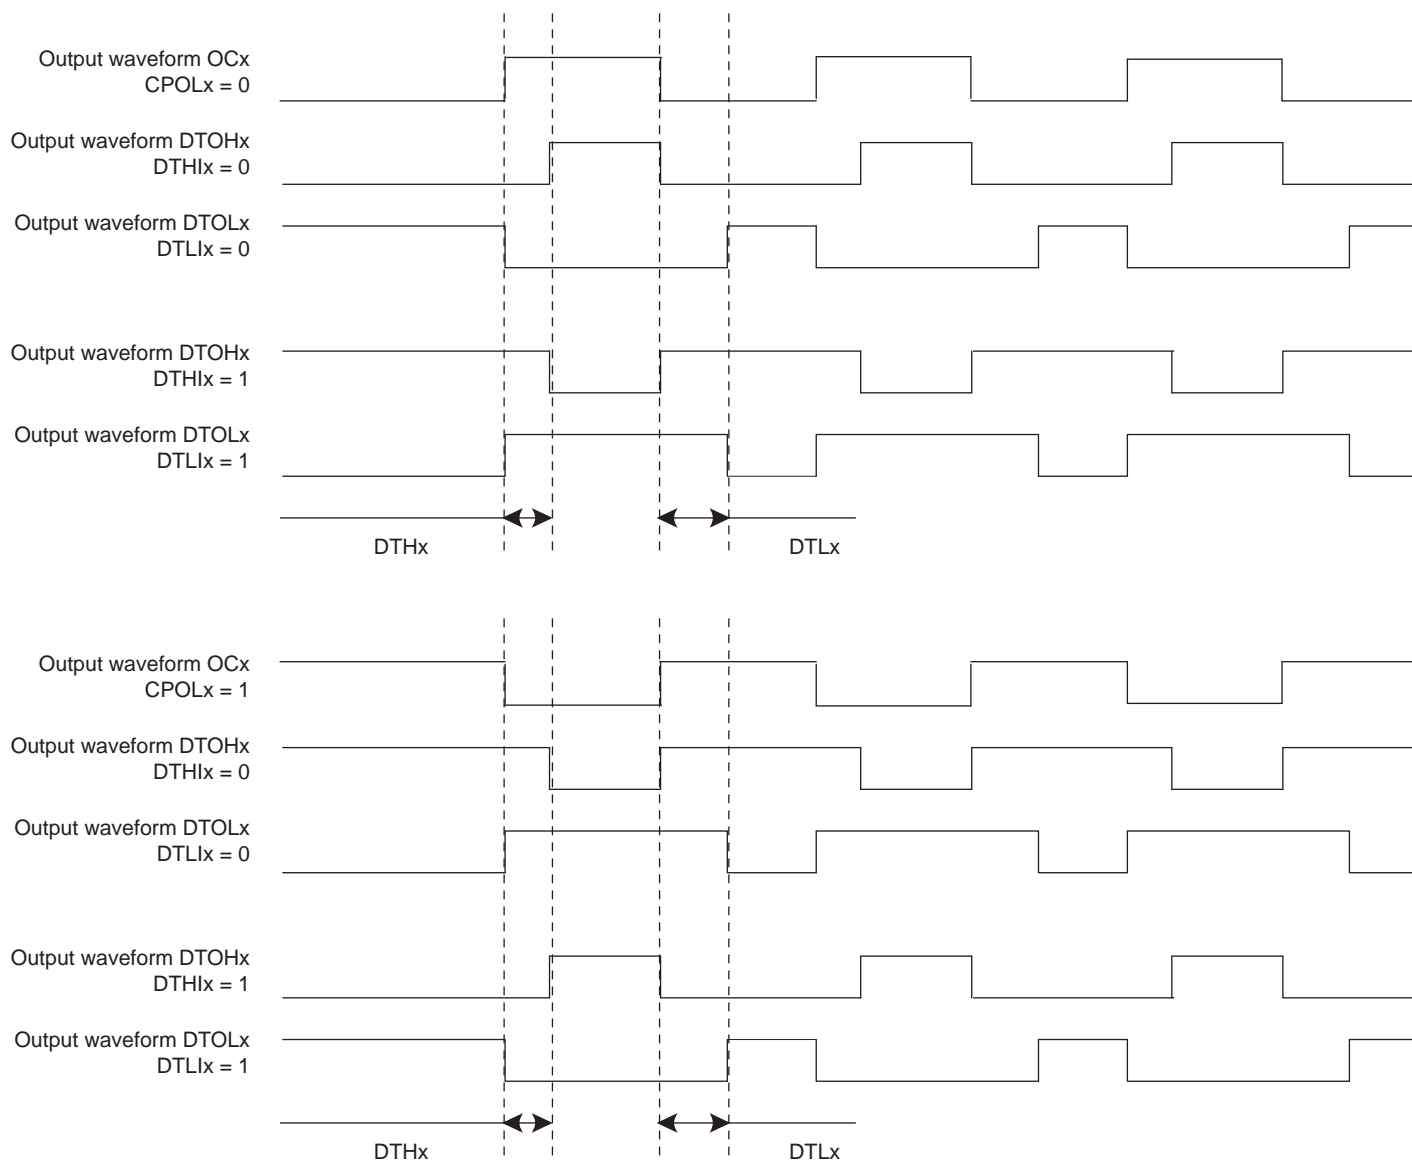 Output waveform OCx
CPOLx = 0
Output waveform DTOHx
DTHIx = 0
Output waveform DTOLx
DTLIx = 0
Output waveform DTOHx
DTHIx = 1
Output waveform DTOLx
DTLIx = 1
DTHx
DTLx
Output waveform OCx
CPOLx = 1
Output waveform DTOHx
DTHIx = 0
Output waveform DTOLx
DTLIx = 0
Output waveform DTOHx
DTHIx = 1
Output waveform DTOLx
DTLIx = 1
DTHx
DTLx